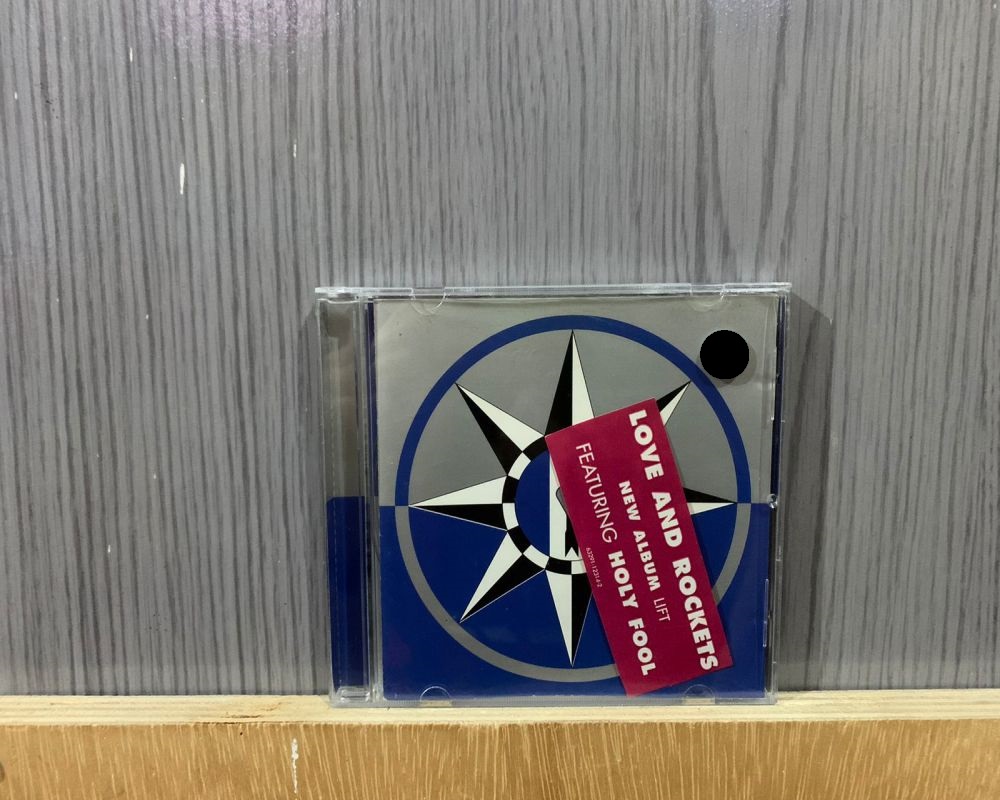 LOVE AND ROCKETS
NEW ALBUM LIFT
FEATURING HOLY FOOL